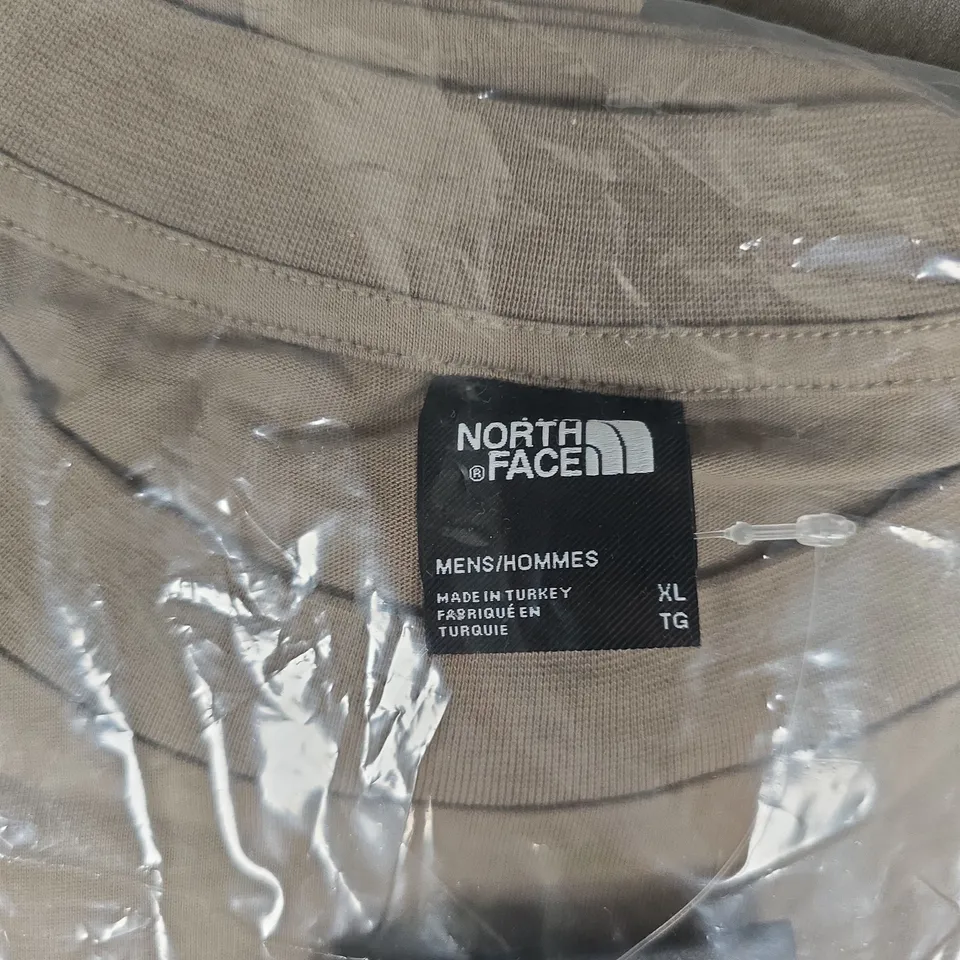 NORTH
® FACE
MENS/HOMMES
MADE IN TURKEY
FABRIQUÉ EN
TURQUIE
XL
TG